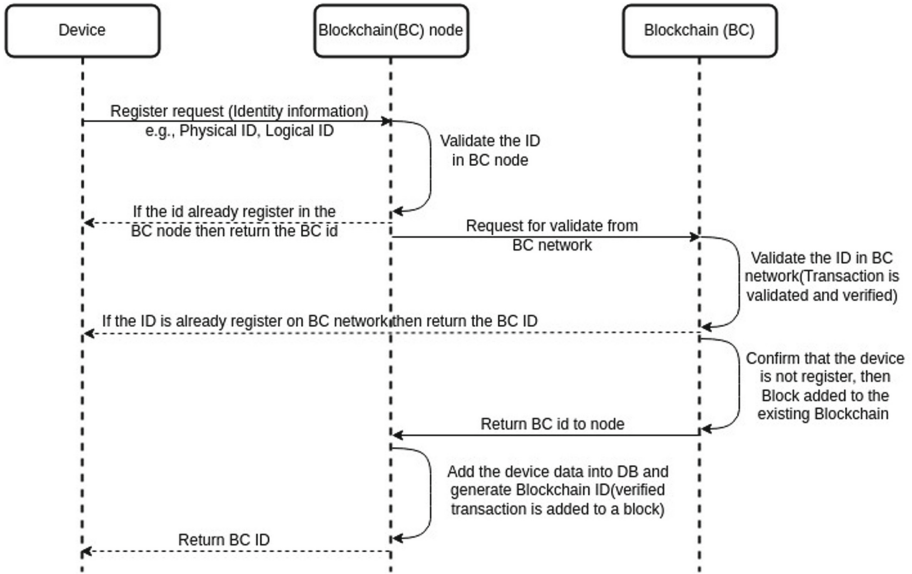 Device
Blockchain(BC) node
Blockchain (BC)
Register request (Identity information)
e.g., Physical ID, Logical ID
Validate the ID
in BC node
If the id already register in the
BC node then return the BC id
Request for validate from
BC network
Validate the ID in BC
network(Transaction is
validated and verified)
If the ID is already register on BC network then return the BC ID
Confirm that the device
is not register, then
Block added to the
existing Blockchain
Return BC id to node
Add the device data into DB and
generate Blockchain ID(verified
transaction is added to a block)
Return BC ID